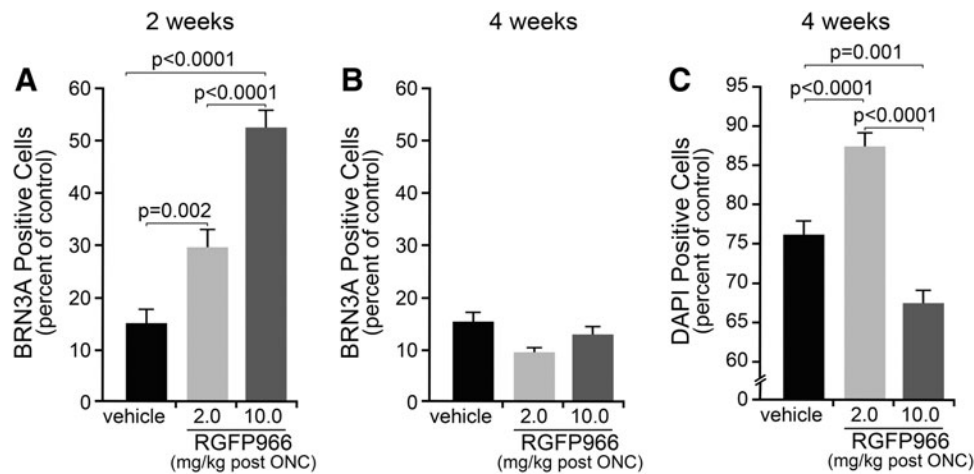 2 weeks
4 weeks
4 weeks
A
p<0.0001
p<0.0001
p=0.002
BRN3A Positive Cells
(percent of control)
60
50
40
30
20
10
0
vehicle
2.0
10.0
RGFP966
(mg/kg post ONC)
B
BRN3A Positive Cells
(percent of control)
60
50
40
30
20
10
0
vehicle
2.0
10.0
RGFP966
(mg/kg post ONC)
C
p=0.001
p<0.0001
p<0.0001
DAPI Positive Cells
(percent of control)
95
90
85
80
75
70
65
60
0
vehicle
2.0
10.0
RGFP966
(mg/kg post ONC)